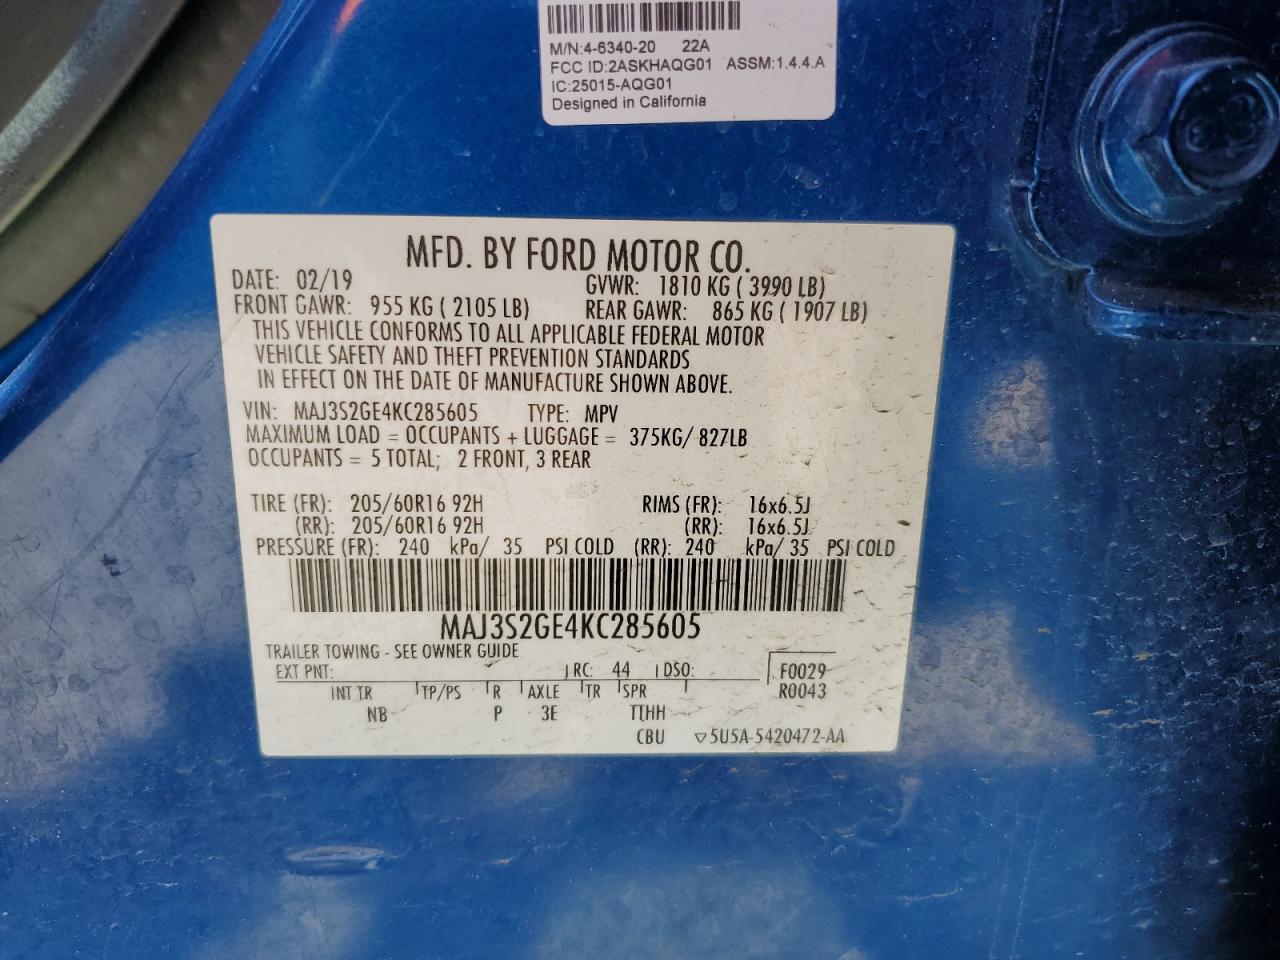 M/N:4-6340-20 22A
FCC ID:2ASKHAQG01 ASSM:1.4.4.A
IC:25015-AQG01
Designed in California
MFD. BY FORD MOTOR CO.
DATE: 02/19 GVWR: 1810 KG ( 3990 LB)
FRONT GAWR: 955 KG ( 2105 LB) REAR GAWR: 865 KG ( 1907 LB)
THIS VEHICLE CONFORMS TO ALL APPLICABLE FEDERAL MOTOR
VEHICLE SAFETY AND THEFT PREVENTION STANDARDS
IN EFFECT ON THE DATE OF MANUFACTURE SHOWN ABOVE.
VIN: MAJ3S2GE4KC285605 TYPE: MPV
MAXIMUM LOAD = OCCUPANTS + LUGGAGE = 375KG/ 827LB
OCCUPANTS = 5 TOTAL; 2 FRONT, 3 REAR
TIRE (FR): 205/60R16 92H RIMS (FR): 16x6.5J
(RR): 205/60R16 92H (RR): 16x6.5J
PRESSURE (FR): 240 kPa/ 35 PSI COLD (RR): 240 kPa/ 35 PSI COLD
MAJ3S2GE4KC285605
TRAILER TOWING - SEE OWNER GUIDE
EXT PNT: RC: 44 DSO: F0029
INT TR TP/PS R AXLE TR SPR R0043
NB P 3E TTHH
CBU ▽5U5A-5420472-AA